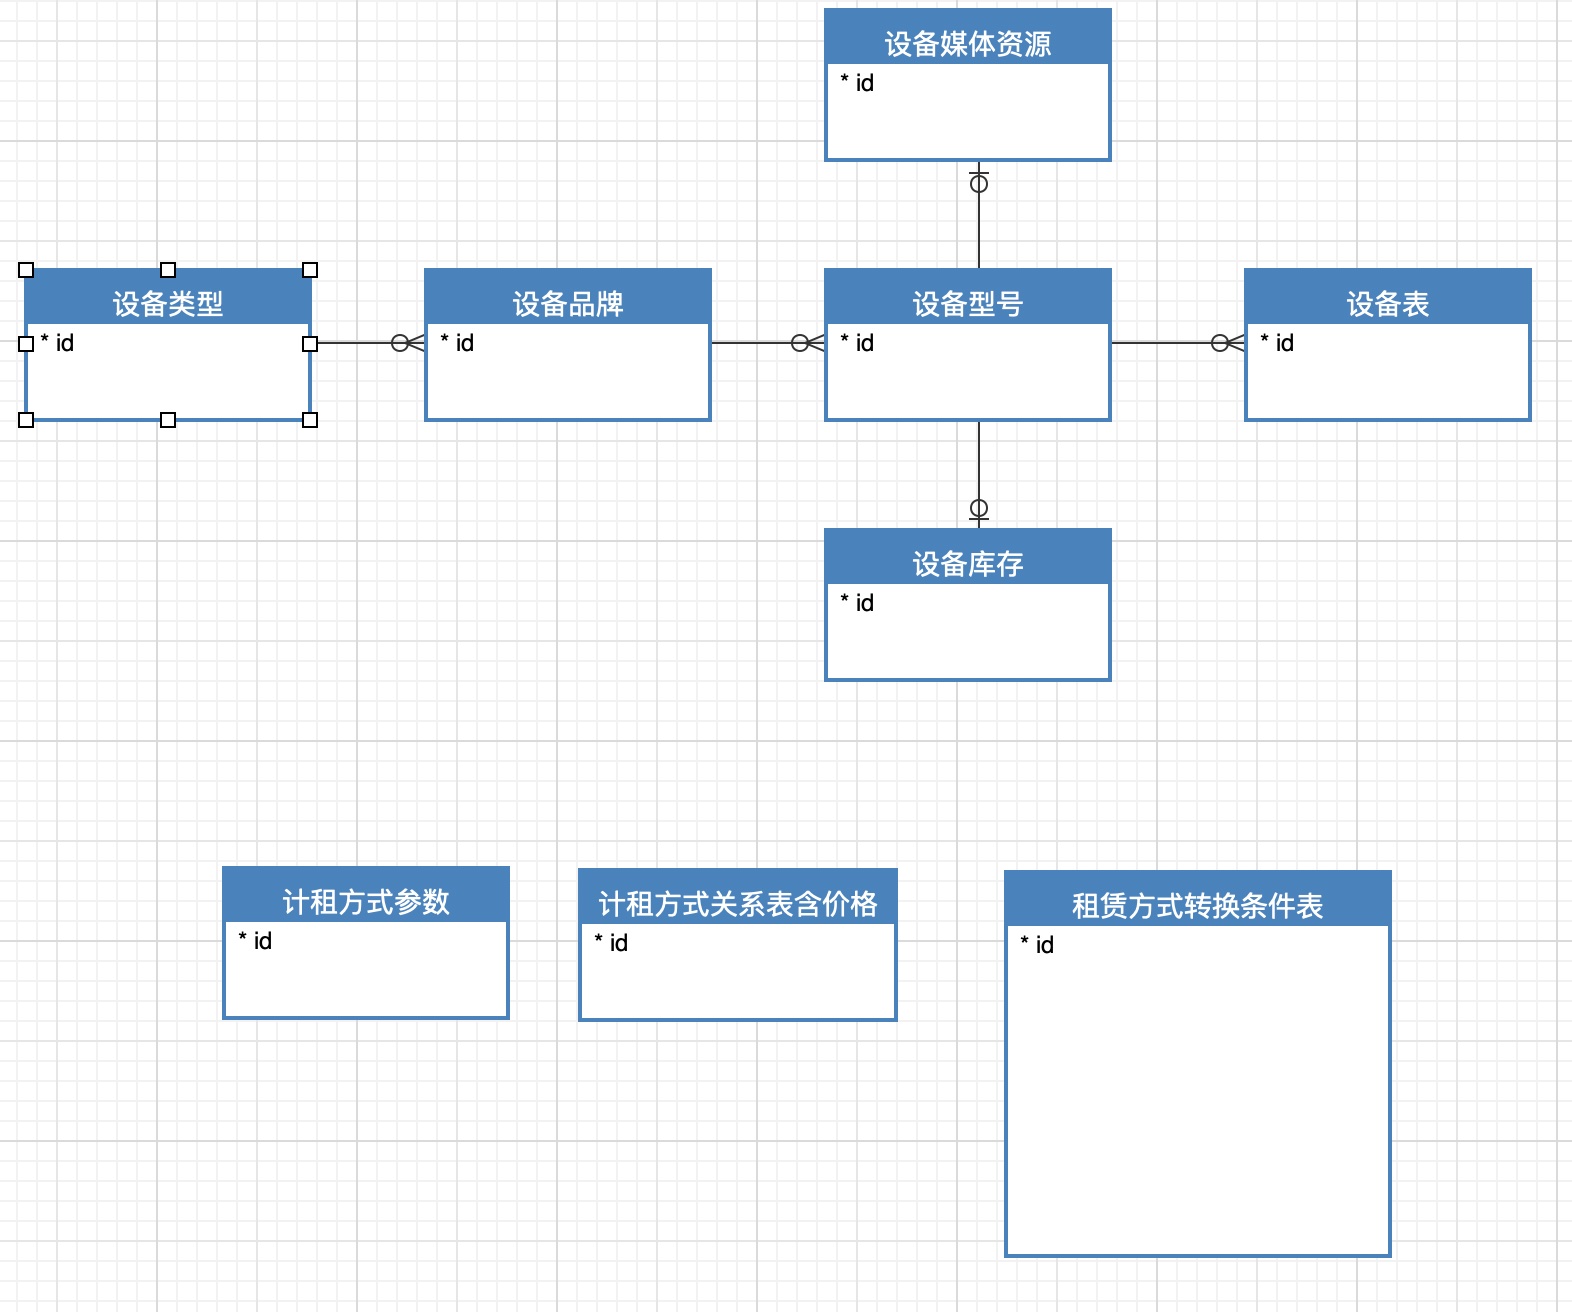 设备媒体资源
* id
设备类型
* id
设备品牌
* id
设备型号
* id
设备表
* id
设备库存
* id
计租方式参数
* id
计租方式关系表含价格
* id
租赁方式转换条件表
* id